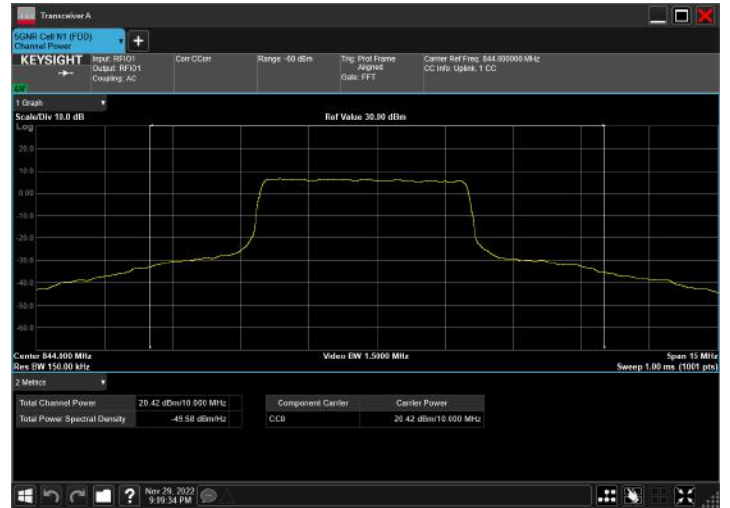 Transceiver A
5GNR Cell N1 (FDD)
Channel Power
KEYSIGHT
Input: RFIO1
Output: RFIO1
Coupling: AC
Corr CCorr
Range -60 dBm
Trig: Prot Frame
Aligned
Gate: FFT
Carrier Ref Freq: 844.000000 MHz
CC Info: Uplink, 1 CC
1 Graph
Scale/Div 10.0 dB
Ref Value 30.00 dBm
Log
20.0
10.0
0.00
-10.0
-20.0
-30.0
-40.0
-50.0
-60.0
Center 844.000 MHz
Video BW 1.5000 MHz
Span 15 MHz
Res BW 150.00 kHz
Sweep 1.00 ms (1001 pts)
2 Metrics
Total Channel Power 20.42 dBm/10.000 MHz
Total Power Spectral Density -49.58 dBm/Hz
Component Carrier Carrier Power
CC0 20.42 dBm/10.000 MHz
?
Nov 29, 2022
9:39:34 PM